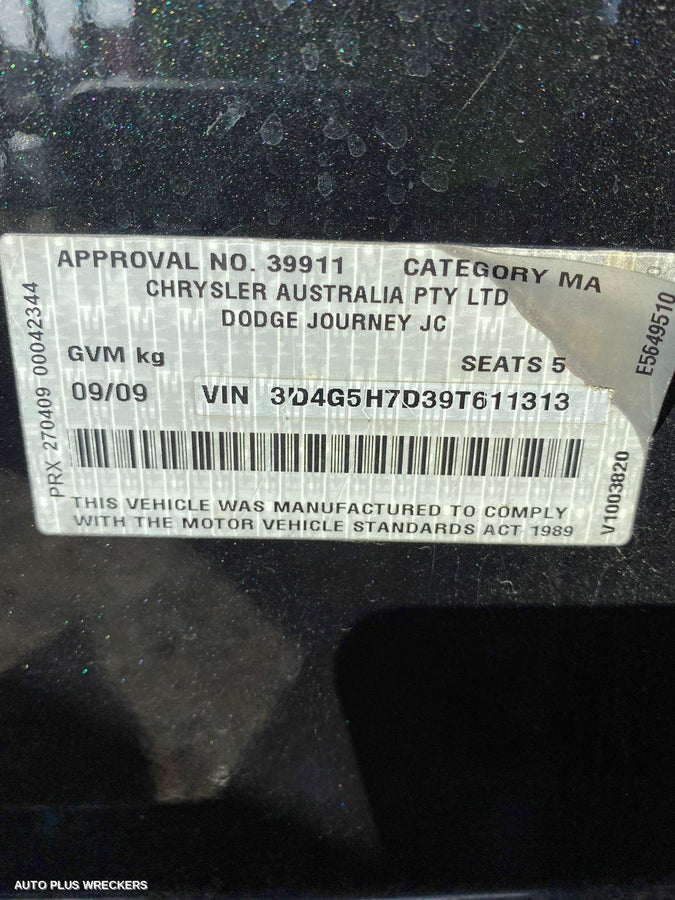 APPROVAL NO. 39911 CATEGORY MA
CHRYSLER AUSTRALIA PTY LTD
DODGE JOURNEY JC
GVM kg SEATS 5
09/09 VIN 3D4G5H7D39T611313
THIS VEHICLE WAS MANUFACTURED TO COMPLY
WITH THE MOTOR VEHICLE STANDARDS ACT 1989
PRX 270409 00042344
E5649510
V1003820
AUTO PLUS WRECKERS